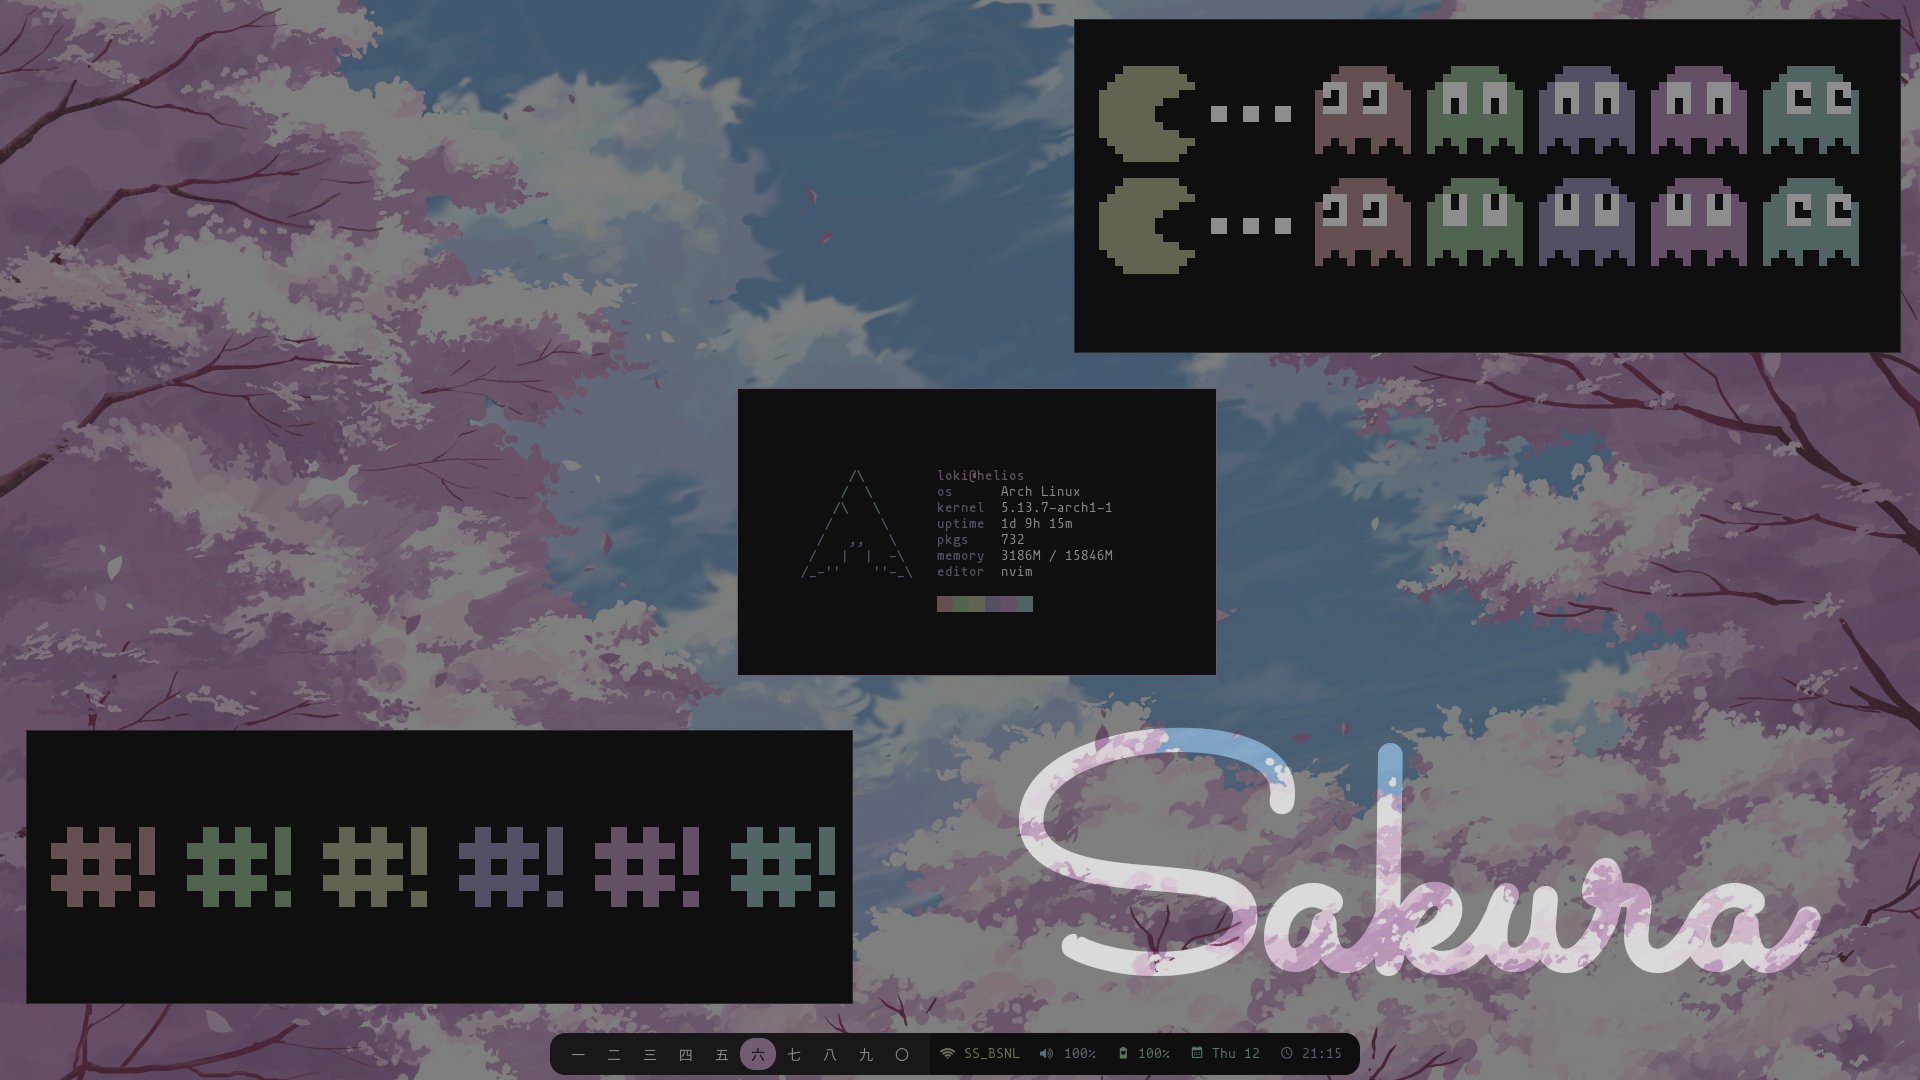 loki@helios
os Arch Linux
kernel 5.13.7-arch1-1
uptime 1d 9h 15m
pkgs 732
memory 3186M / 15846M
editor nvim
#! #! #! #! #! #!
Sakura
一 二 三 四 五 六 七 八 九 〇 SS_BSNL 100% 100% Thu 12 21:15